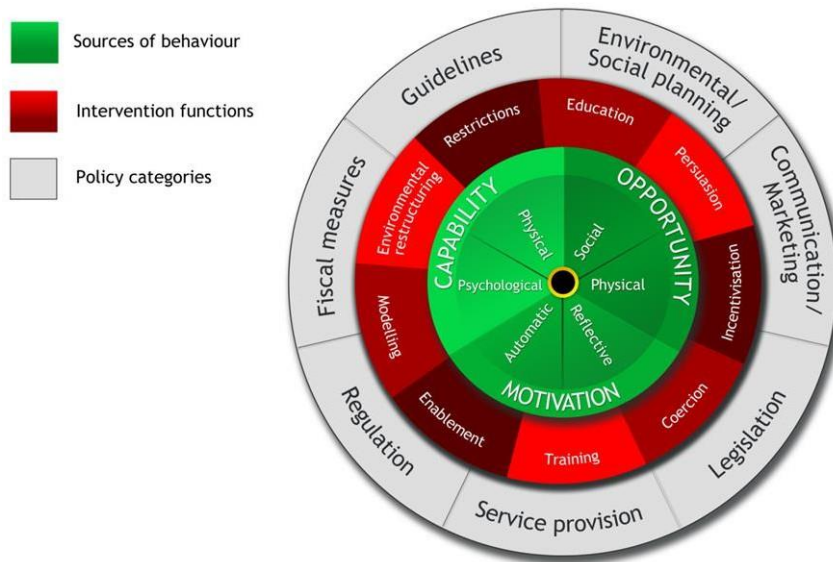 Sources of behaviour
Intervention functions
Policy categories
Guidelines
Environmental/
Social planning
Communication/
Marketing
Legislation
Service provision
Regulation
Fiscal measures
Restrictions
Education
Persuasion
Incentivisation
Coercion
Training
Enablement
Modelling
Environmental
restructuring
CAPABILITY
OPPORTUNITY
MOTIVATION
Physical
Social
Physical
Reflective
Automatic
Psychological